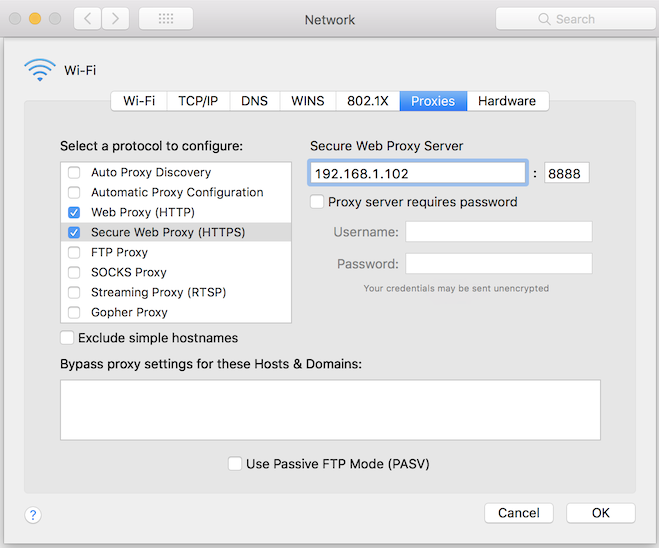 Network
Search
Wi-Fi
Wi-Fi TCP/IP DNS WINS 802.1X Proxies Hardware
Select a protocol to configure:
Auto Proxy Discovery
Automatic Proxy Configuration
Web Proxy (HTTP)
Secure Web Proxy (HTTPS)
FTP Proxy
SOCKS Proxy
Streaming Proxy (RTSP)
Gopher Proxy
Exclude simple hostnames
Secure Web Proxy Server
192.168.1.102 : 8888
Proxy server requires password
Username:
Password:
Your credentials may be sent unencrypted
Bypass proxy settings for these Hosts & Domains:
Use Passive FTP Mode (PASV)
?
Cancel OK